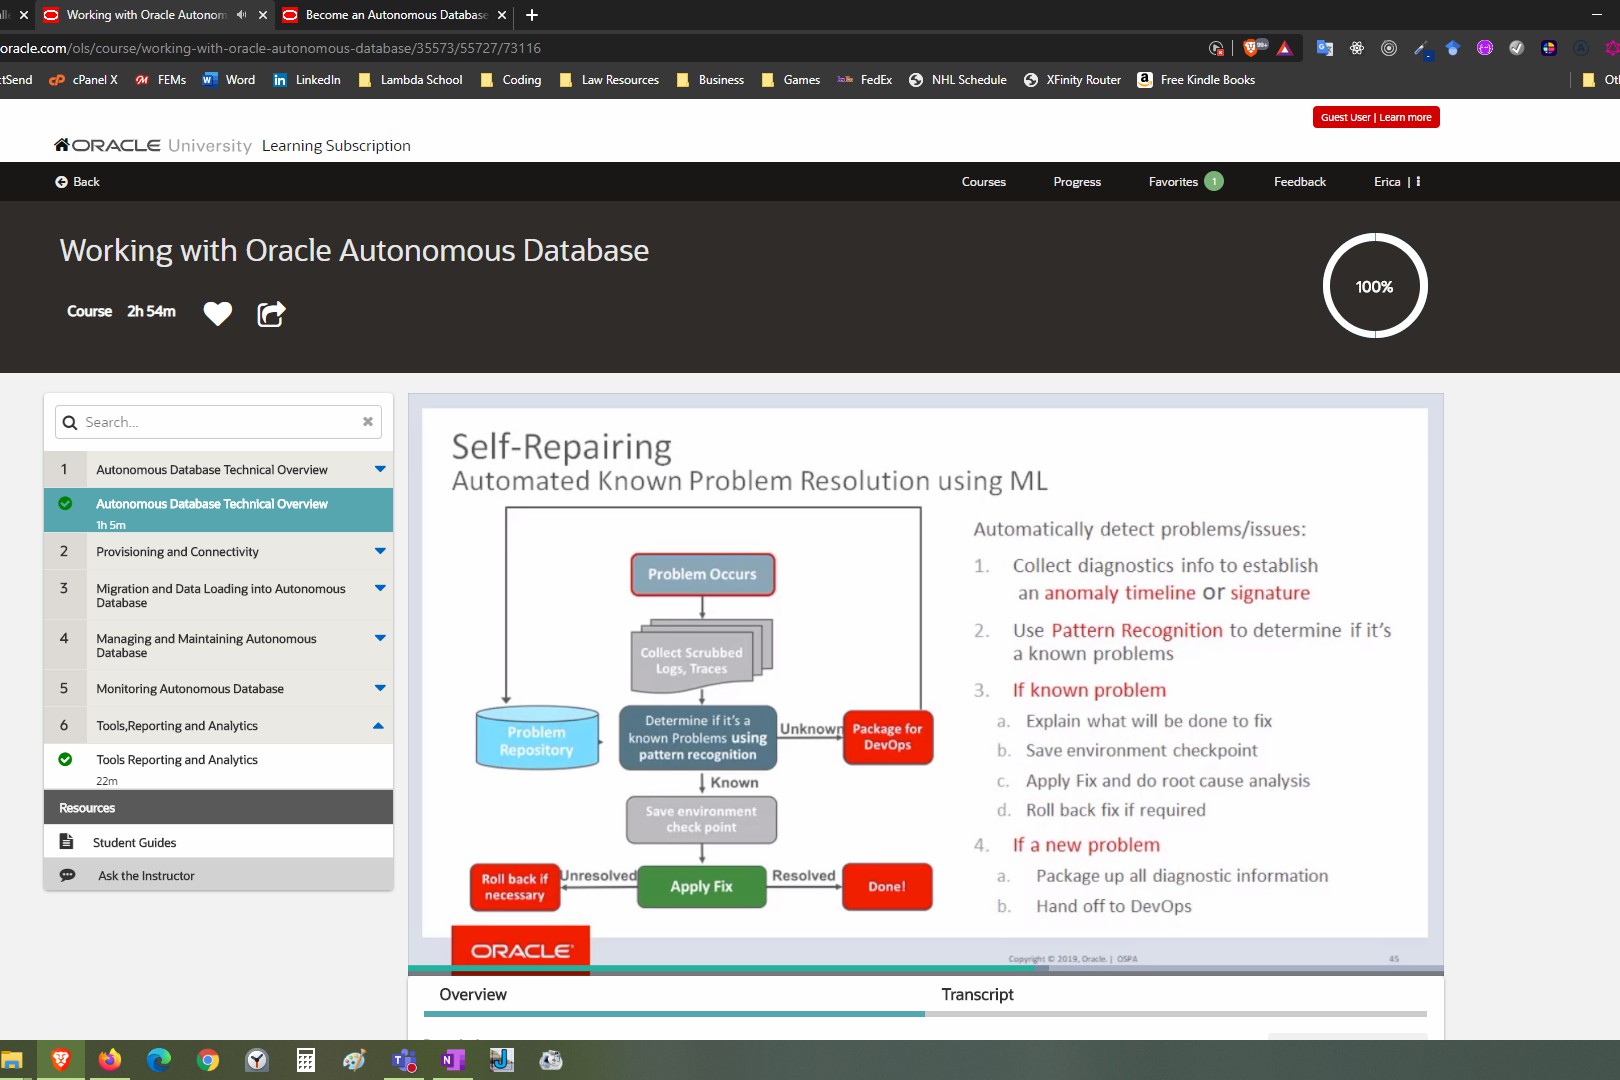 Working with Oracle Autonom
Become an Autonomous Database
oracle.com/ols/course/working-with-oracle-autonomous-database/35573/55727/73116
99+
ctSend
cPanel X
FEMs
Word
LinkedIn
Lambda School
Coding
Law Resources
Business
Games
FedEx
NHL Schedule
XFinity Router
Free Kindle Books
Guest User | Learn more
ORACLE University Learning Subscription
Back
Courses
Progress
Favorites 1
Feedback
Erica |
Working with Oracle Autonomous Database
Course 2h 54m
100%
Search...
1 Autonomous Database Technical Overview
Autonomous Database Technical Overview
1h 5m
2 Provisioning and Connectivity
3 Migration and Data Loading into Autonomous
Database
4 Managing and Maintaining Autonomous
Database
5 Monitoring Autonomous Database
6 Tools,Reporting and Analytics
Tools Reporting and Analytics
22m
Resources
Student Guides
Ask the Instructor
Self-Repairing
Automated Known Problem Resolution using ML
Problem Occurs
Collect Scrubbed
Logs, Traces
Problem
Repository
Determine if it's a
known Problems using
pattern recognition
Unknown
Package for
DevOps
Known
Save environment
check point
Roll back if
necessary
Unresolved
Apply Fix
Resolved
Done!
Automatically detect problems/issues:
1. Collect diagnostics info to establish
an anomaly timeline or signature
2. Use Pattern Recognition to determine if it's
a known problems
3. If known problem
a. Explain what will be done to fix
b. Save environment checkpoint
c. Apply Fix and do root cause analysis
d. Roll back fix if required
4. If a new problem
a. Package up all diagnostic information
b. Hand off to DevOps
ORACLE
Copyright © 2019, Oracle. | OSPA
45
Overview
Transcript